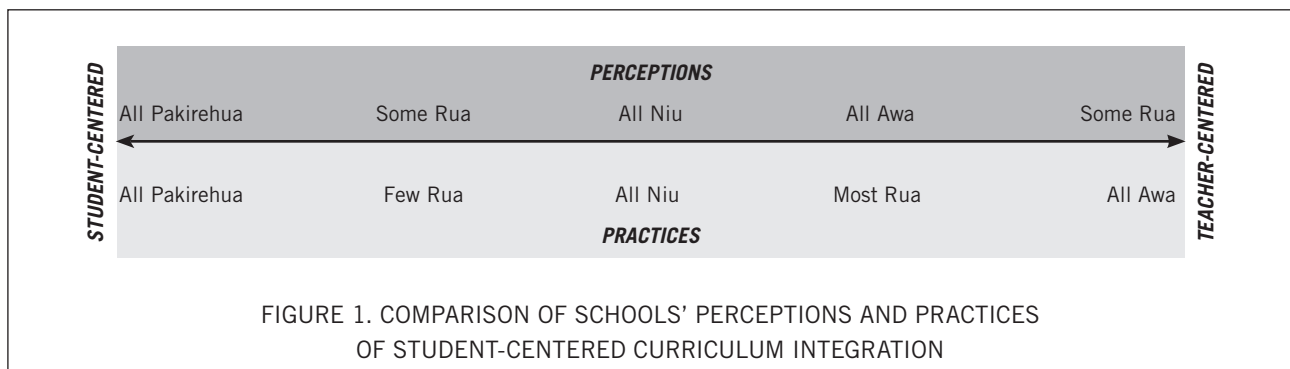 STUDENT-CENTERED
PERCEPTIONS
All Pakirehua Some Rua All Niu All Awa Some Rua
All Pakirehua Few Rua All Niu Most Rua All Awa
PRACTICES
TEACHER-CENTERED
FIGURE 1. COMPARISON OF SCHOOLS’ PERCEPTIONS AND PRACTICES
OF STUDENT-CENTERED CURRICULUM INTEGRATION